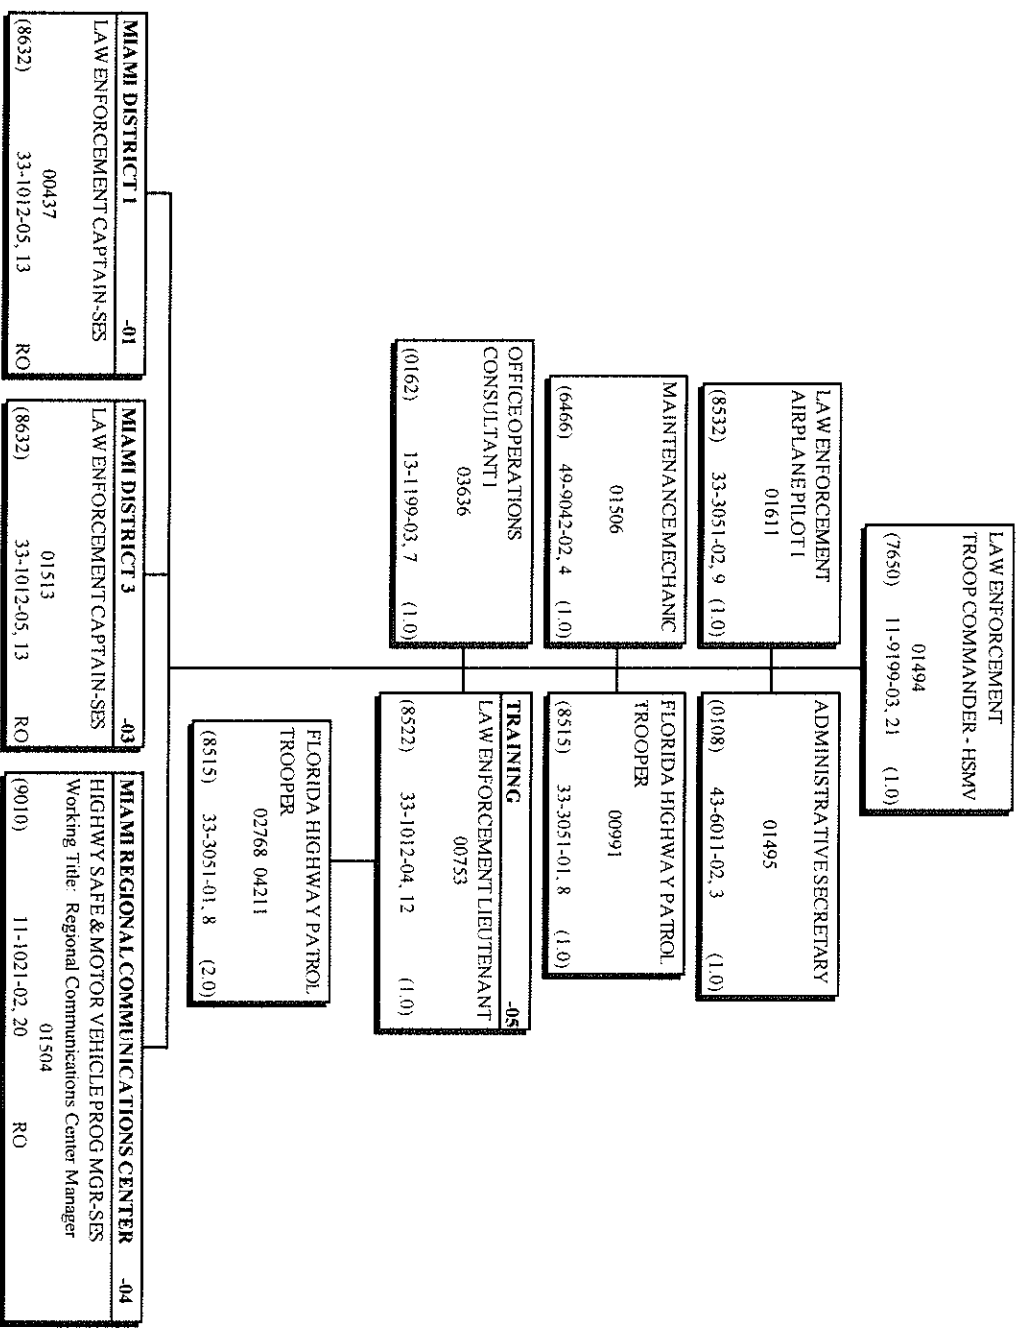 LAW ENFORCEMENT
TROOP COMMANDER - HSMV
01494
(7650) 11-9199-03, 21 (1.0)
LAW ENFORCEMENT
AIRPLANE PILOT I
01611
(8532) 33-3051-02, 9 (1.0)
ADMINISTRATIVE SECRETARY
01495
(0108) 43-6011-02, 3 (1.0)
MAINTENANCE MECHANIC
01506
(6466) 49-9042-02, 4 (1.0)
FLORIDA HIGHWAY PATROL
TROOPER
00991
(8515) 33-3051-01, 8 (1.0)
OFFICE OPERATIONS
CONSULTANT I
03636
(0162) 13-1199-03, 7 (1.0)
TRAINING -05
LAW ENFORCEMENT LIEUTENANT
00753
(8522) 33-1012-04, 12 (1.0)
FLORIDA HIGHWAY PATROL
TROOPER
02768 04211
(8515) 33-3051-01, 8 (2.0)
MIAMI DISTRICT 1 -01
LAW ENFORCEMENT CAPTAIN-SES
00437
(8632) 33-1012-05, 13 RO
MIAMI DISTRICT 3 -03
LAW ENFORCEMENT CAPTAIN-SES
01513
(8632) 33-1012-05, 13 RO
MIAMI REGIONAL COMMUNICATIONS CENTER -04
HIGHWY SAFE & MOTOR VEHICLE PROG MGR-SES
Working Title: Regional Communications Center Manager
01504
(9010) 11-1021-02, 20 RO